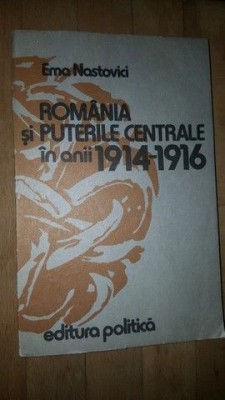 Ema Nastovici
ROMÂNIA
și PUTERILE CENTRALE
în anii 1914-1916
editura politică